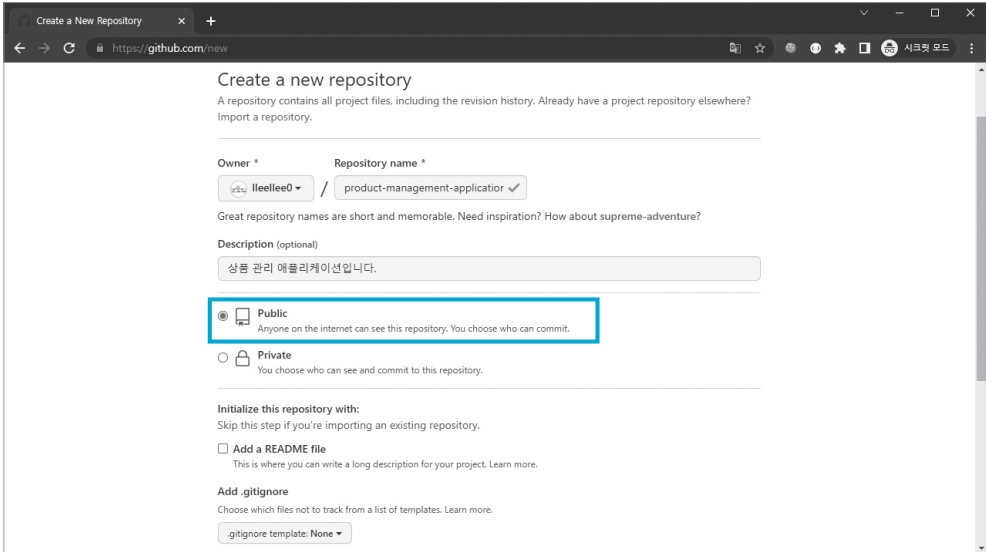 Create a New Repository
https://github.com/new
시크릿 모드
Create a new repository
A repository contains all project files, including the revision history. Already have a project repository elsewhere?
Import a repository.
Owner * Repository name *
lleellee0 / product-management-application
Great repository names are short and memorable. Need inspiration? How about supreme-adventure?
Description (optional)
상품 관리 애플리케이션입니다.
Public
Anyone on the internet can see this repository. You choose who can commit.
Private
You choose who can see and commit to this repository.
Initialize this repository with:
Skip this step if you're importing an existing repository.
Add a README file
This is where you can write a long description for your project. Learn more.
Add .gitignore
Choose which files not to track from a list of templates. Learn more.
.gitignore template: None